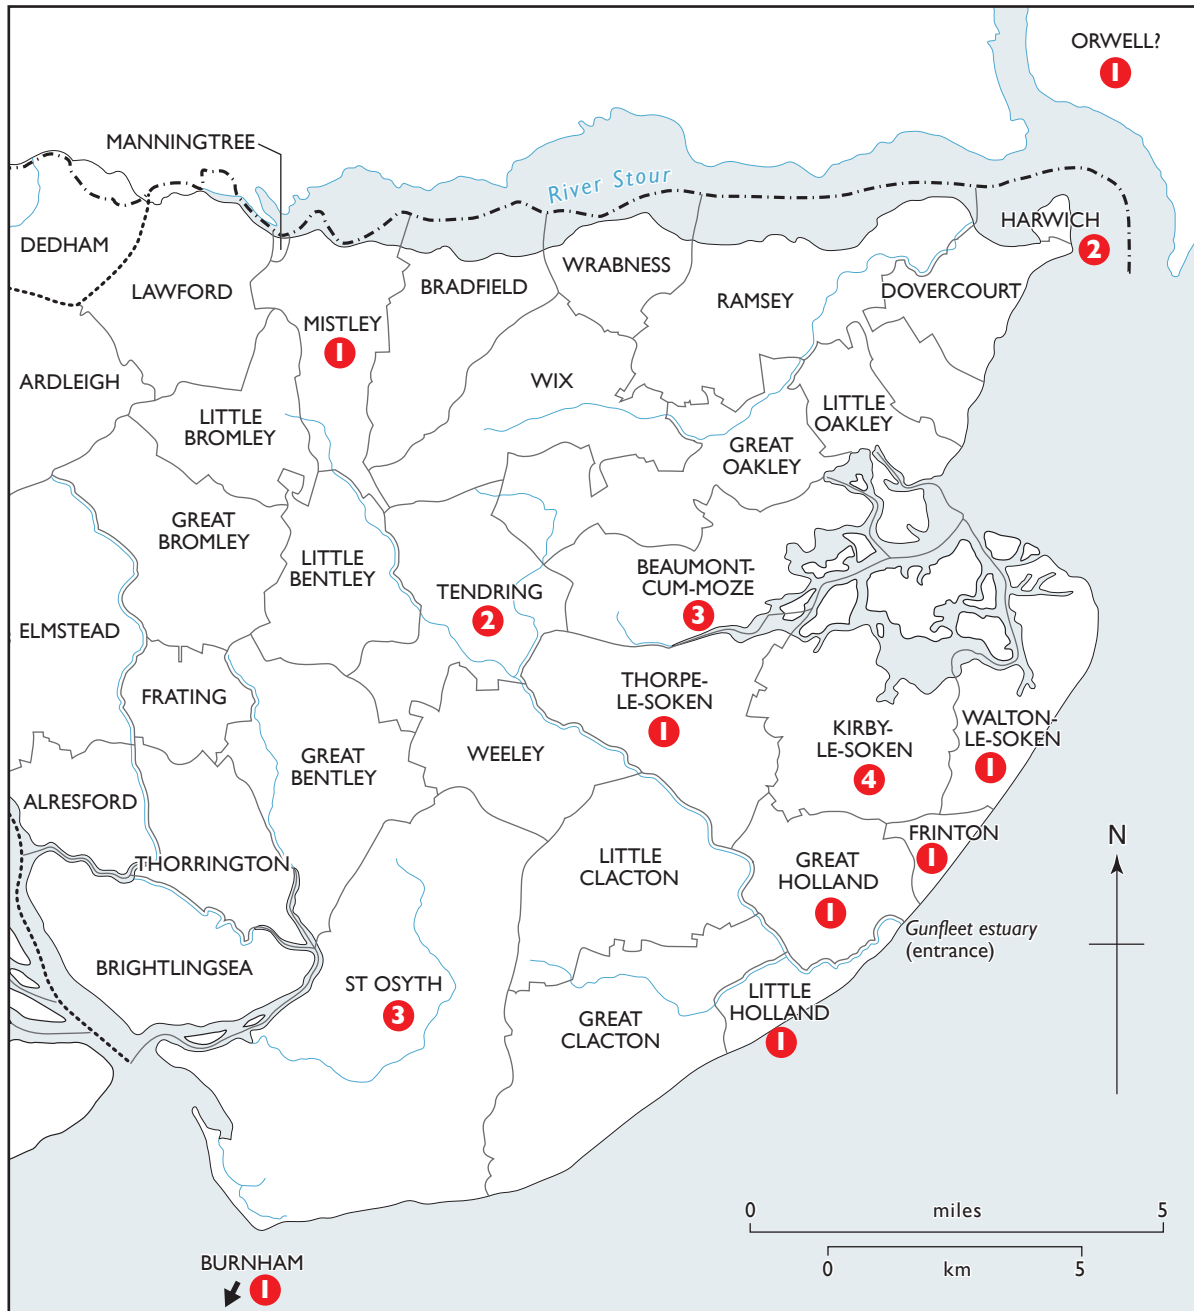 ORWELL?
1
MANNINGTREE
River Stour
HARWICH
2
DEDHAM
WRABNESS
LAWFORD
BRADFIELD
RAMSEY
DOVERCOURT
MISTLEY
1
ARDLEIGH
WIX
LITTLE
BROMLEY
LITTLE
OAKLEY
GREAT
OAKLEY
GREAT
BROMLEY
LITTLE
BENTLEY
TENDRING
2
BEAUMONT-
CUM-MOZE
3
ELMSTEAD
FRATING
THORPE-
LE-SOKEN
1
KIRBY-
LE-SOKEN
4
WALTON-
LE-SOKEN
1
GREAT
BENTLEY
WEELEY
ALRESFORD
THORRINGTON
LITTLE
CLACTON
GREAT
HOLLAND
1
FRINTON
1
N
Gunfleet estuary
(entrance)
BRIGHTLINGSEA
ST OSYTH
3
GREAT
CLACTON
LITTLE
HOLLAND
1
0 miles 5
0 km 5
BURNHAM
1